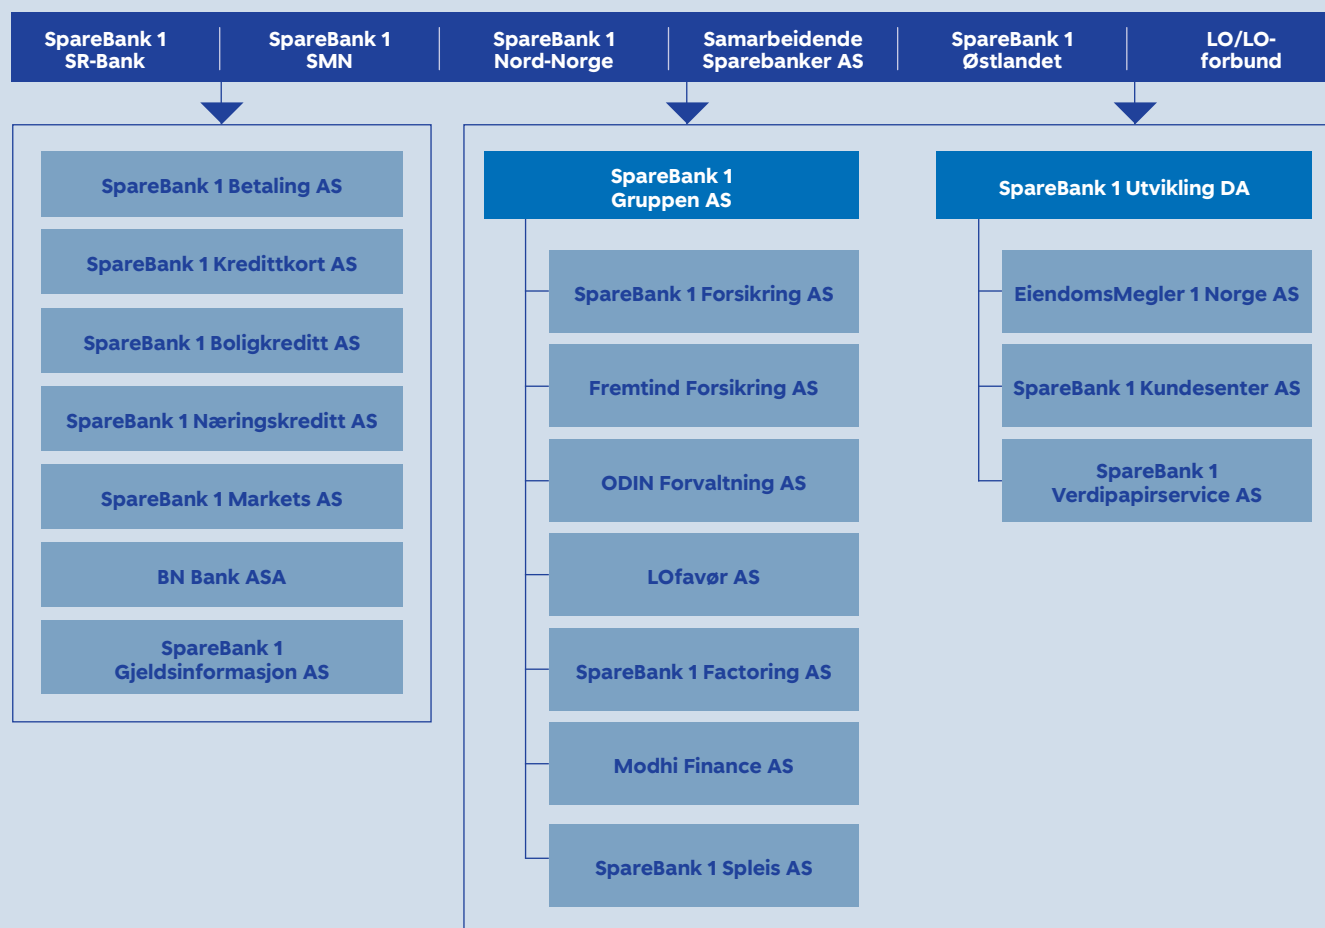 SpareBank 1
SR-Bank
SpareBank 1
SMN
SpareBank 1
Nord-Norge
Samarbeidende
Sparebanker AS
SpareBank 1
Østlandet
LO/LO-
forbund
SpareBank 1 Betaling AS
SpareBank 1 Kredittkort AS
SpareBank 1 Boligkreditt AS
SpareBank 1 Næringskreditt AS
SpareBank 1 Markets AS
BN Bank ASA
SpareBank 1
Gjeldsinformasjon AS
SpareBank 1
Gruppen AS
SpareBank 1 Forsikring AS
Fremtind Forsikring AS
ODIN Forvaltning AS
LOfavør AS
SpareBank 1 Factoring AS
Modhi Finance AS
SpareBank 1 Spleis AS
SpareBank 1 Utvikling DA
EiendomsMegler 1 Norge AS
SpareBank 1 Kundesenter AS
SpareBank 1
Verdipapirservice AS